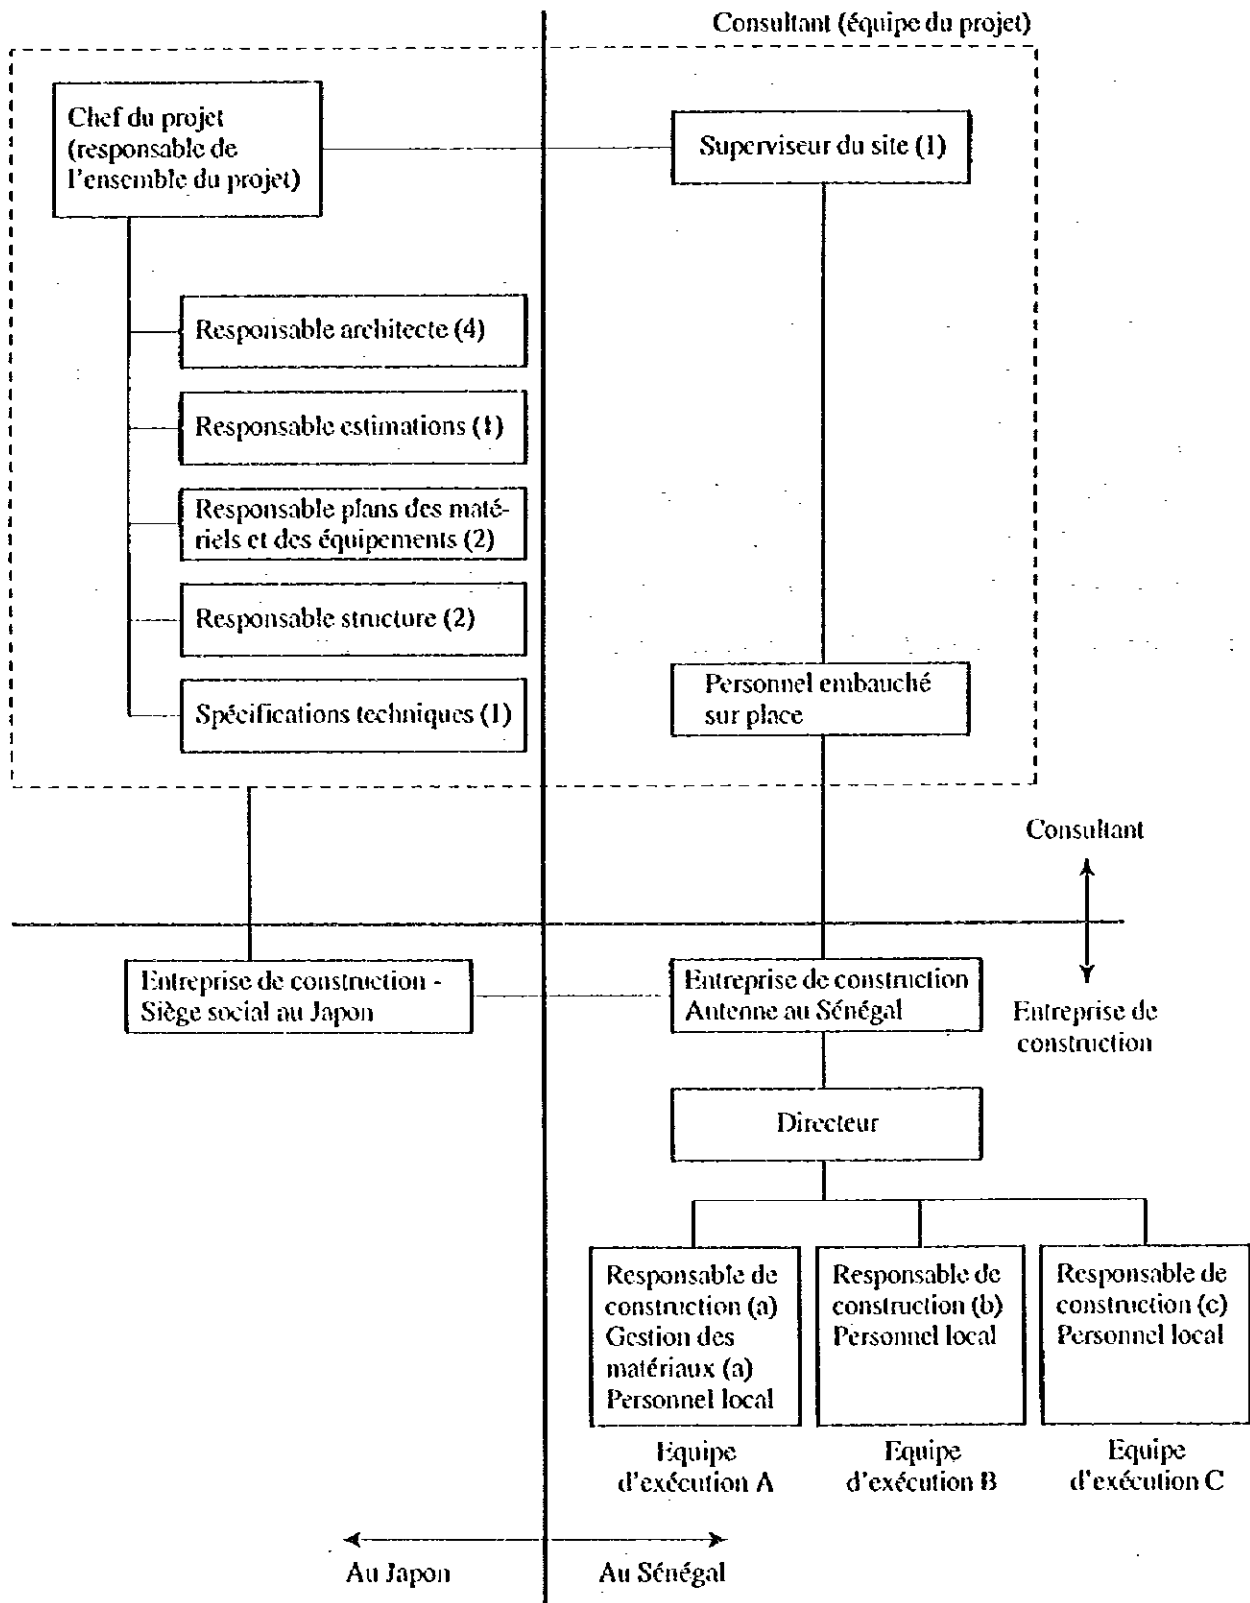 Consultant (équipe du projet)
Chef du projet
(responsable de
l'ensemble du projet)
Superviseur du site (1)
Responsable architecte (4)
Responsable estimations (1)
Responsable plans des maté-
riels et des équipements (2)
Responsable structure (2)
Spécifications techniques (1)
Personnel embauché
sur place
Consultant
Entreprise de construction -
Siège social au Japon
Entreprise de construction
Antenne au Sénégal
Entreprise de
construction
Directeur
Responsable de
construction (a)
Gestion des
matériaux (a)
Personnel local
Responsable de
construction (b)
Personnel local
Responsable de
construction (c)
Personnel local
Equipe
d'exécution A
Equipe
d'exécution B
Equipe
d'exécution C
Au Japon
Au Sénégal